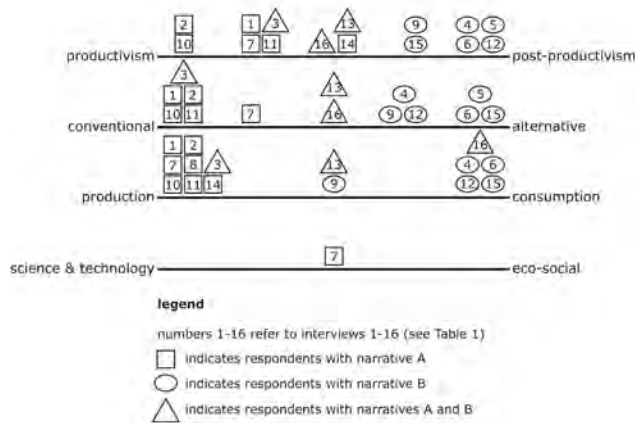 2 1 3 13 9 4 5
10 7 11 16 14 15 6 12
productivism post-productivism
3 13 4 5
1 2
10 11 7 16 9 12 6 15
conventional alternative
1 2 16
7 8 3 13 4 6
10 11 14 9 12 15
production consumption
7
science & technology eco-social
legend
numbers 1-16 refer to interviews 1-16 (see Table 1)
indicates respondents with narrative A
indicates respondents with narrative B
indicates respondents with narratives A and B